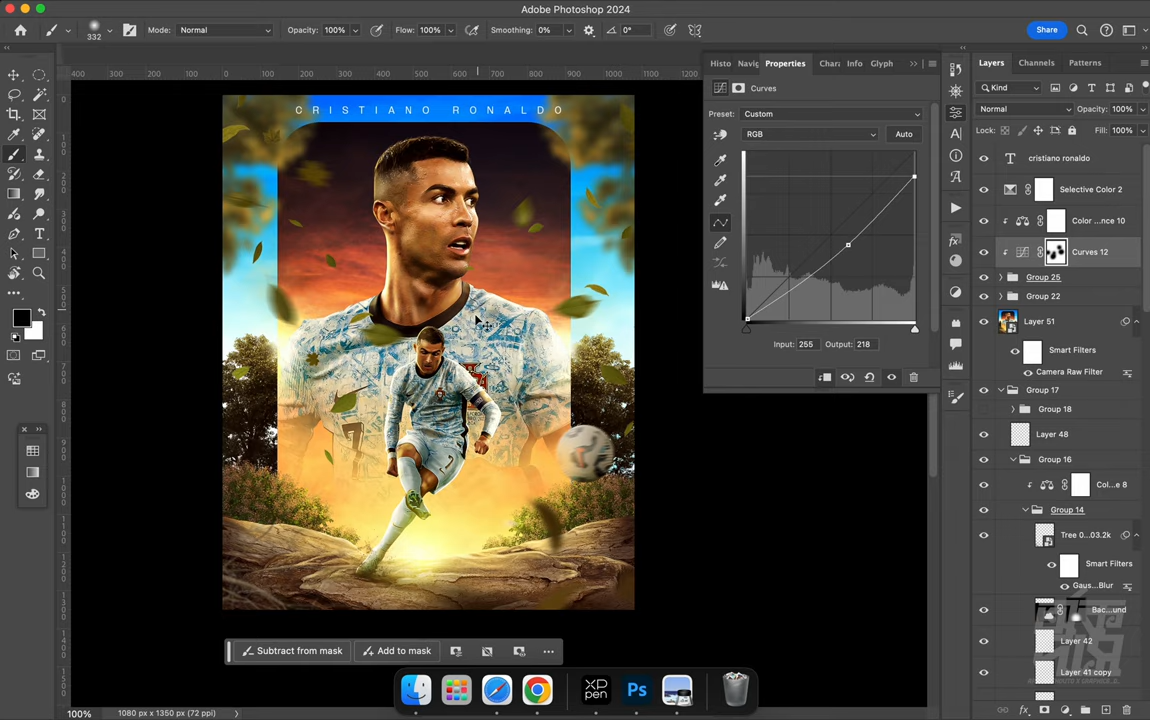 Adobe Photoshop 2024
332
Mode: Normal
Opacity: 100%
Flow: 100%
Smoothing: 0%
0°
Share
Histo
Navig
Properties
Chara
Info
Glyph
Layers
Channels
Patterns
400 300 200 100 0 100 200 300 400 500 600 700 800 900 1000 1100 1200
CRISTIANO RONALDO
7
7
Curves
Preset: Custom
RGB
Auto
Input: 255
Output: 218
Kind
Normal
Opacity: 100%
Lock:
Fill: 100%
cristiano ronaldo
Selective Color 2
Color ...nce 10
Curves 12
Group 25
Group 22
Layer 51
Smart Filters
Camera Raw Filter
Group 17
Group 18
Layer 48
Group 16
Col...e 8
Group 14
Tree 0...03.2k
Smart Filters
Gaus...Blur
Bac...und
Layer 42
Layer 41 copy
Subtract from mask
Add to mask
XP
PEN
Ps
100%
1080 px x 1350 px (72 ppi)